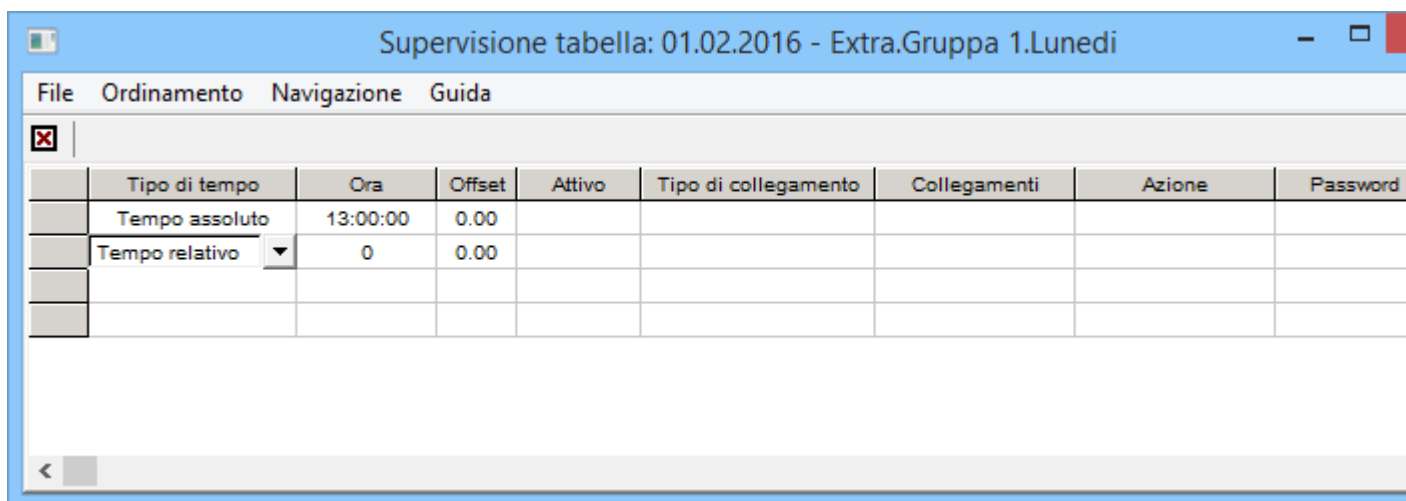 Supervisione tabella: 01.02.2016 - Extra.Gruppa 1.Lunedi
File Ordinamento Navigazione Guida
Tipo di tempo Ora Offset Attivo Tipo di collegamento Collegamenti Azione Password
Tempo assoluto 13:00:00 0.00
Tempo relativo 0 0.00